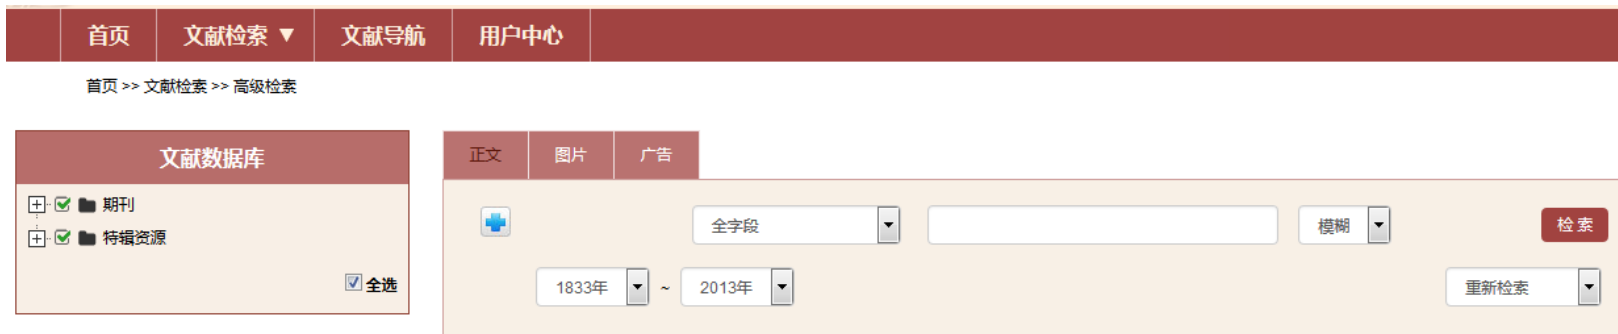 首页 文献检索 ▼ 文献导航 用户中心
首页 >> 文献检索 >> 高级检索
文献数据库
期刊
特辑资源
全选
正文 图片 广告
全字段 模糊 检 索
1833年 ~ 2013年 重新检索